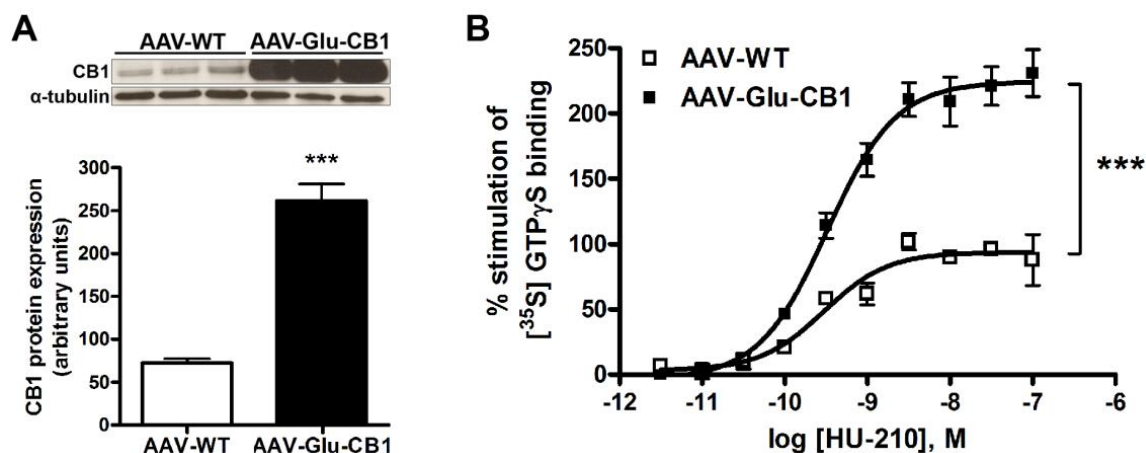 A
AAV-WT AAV-Glu-CB1
CB1
α-tubulin
CB1 protein expression
(arbitrary units)
300
250
200
150
100
50
0
***
AAV-WT AAV-Glu-CB1
B
% stimulation of
[³⁵S] GTPγS binding
250
200
150
100
50
0
AAV-WT
AAV-Glu-CB1
***
-12 -11 -10 -9 -8 -7 -6
log [HU-210], M